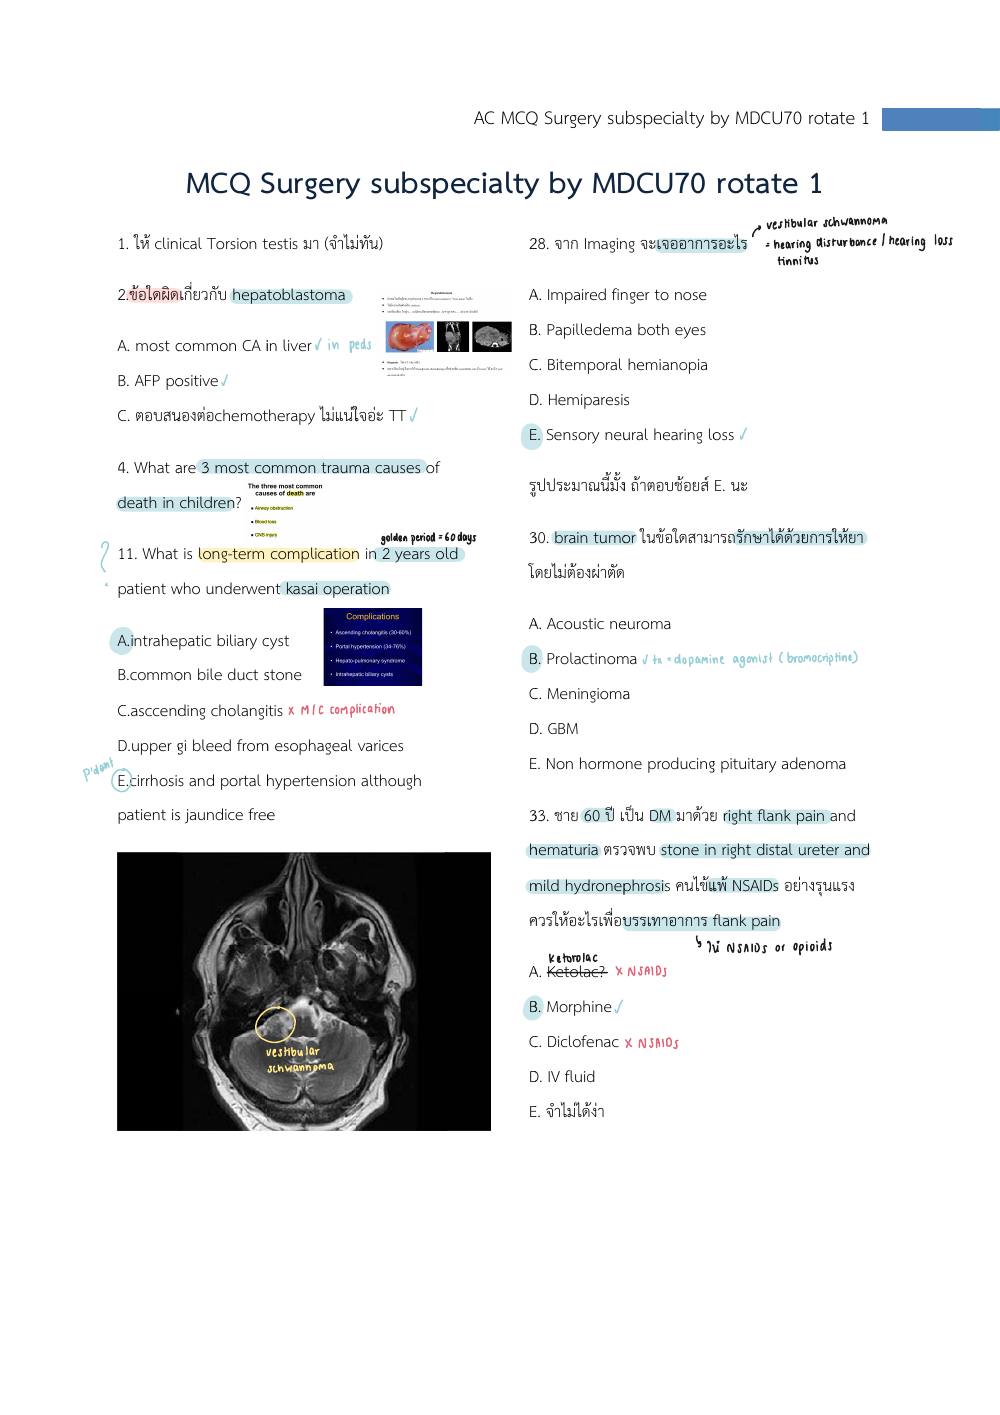 AC MCQ Surgery subspecialty by MDCU70 rotate 1
MCQ Surgery subspecialty by MDCU70 rotate 1
1. ให้ clinical Torsion testis มา (จำไม่ทัน)
2.ข้อใดผิดเกี่ยวกับ hepatoblastoma
A. most common CA in liver ✓ in peds
B. AFP positive ✓
C. ตอบสนองต่อchemotherapy ไม่แน่ใจอ่ะ TT ✓
4. What are 3 most common trauma causes of
death in children?
The three most common
causes of death are
• Airway obstruction
• Blood loss
• CNS injury
golden period = 60 days
?
11. What is long-term complication in 2 years old
patient who underwent kasai operation
Complications
• Ascending cholangitis (30-60%)
• Portal hypertension (34-76%)
• Hepato-pulmonary syndrome
• Intrahepatic biliary cysts
A.intrahepatic biliary cyst
B.common bile duct stone
C.asccending cholangitis x M/C complication
D.upper gi bleed from esophageal varices
P'dant
E.cirrhosis and portal hypertension although
patient is jaundice free
vestibular
schwannoma
28. จาก Imaging จะเจออาการอะไร
vestibular schwannoma
= hearing disturbance / hearing loss
tinnitus
A. Impaired finger to nose
B. Papilledema both eyes
C. Bitemporal hemianopia
D. Hemiparesis
E. Sensory neural hearing loss ✓
รูปประมาณนี้มั้ง ถ้าตอบช้อยส์ E. นะ
30. brain tumor ในข้อใดสามารถรักษาได้ด้วยการให้ยา
โดยไม่ต้องผ่าตัด
A. Acoustic neuroma
B. Prolactinoma ✓ tx = dopamine agonist (bromocriptine)
C. Meningioma
D. GBM
E. Non hormone producing pituitary adenoma
33. ชาย 60 ปี เป็น DM มาด้วย right flank pain and
hematuria ตรวจพบ stone in right distal ureter and
mild hydronephrosis คนไข้แพ้ NSAIDs อย่างรุนแรง
ควรให้อะไรเพื่อบรรเทาอาการ flank pain
ให้ NSAIDs or opioids
Ketorolac
A. Ketolac? x NSAIDs
B. Morphine ✓
C. Diclofenac x NSAIDs
D. IV fluid
E. จำไม่ได้ง่า